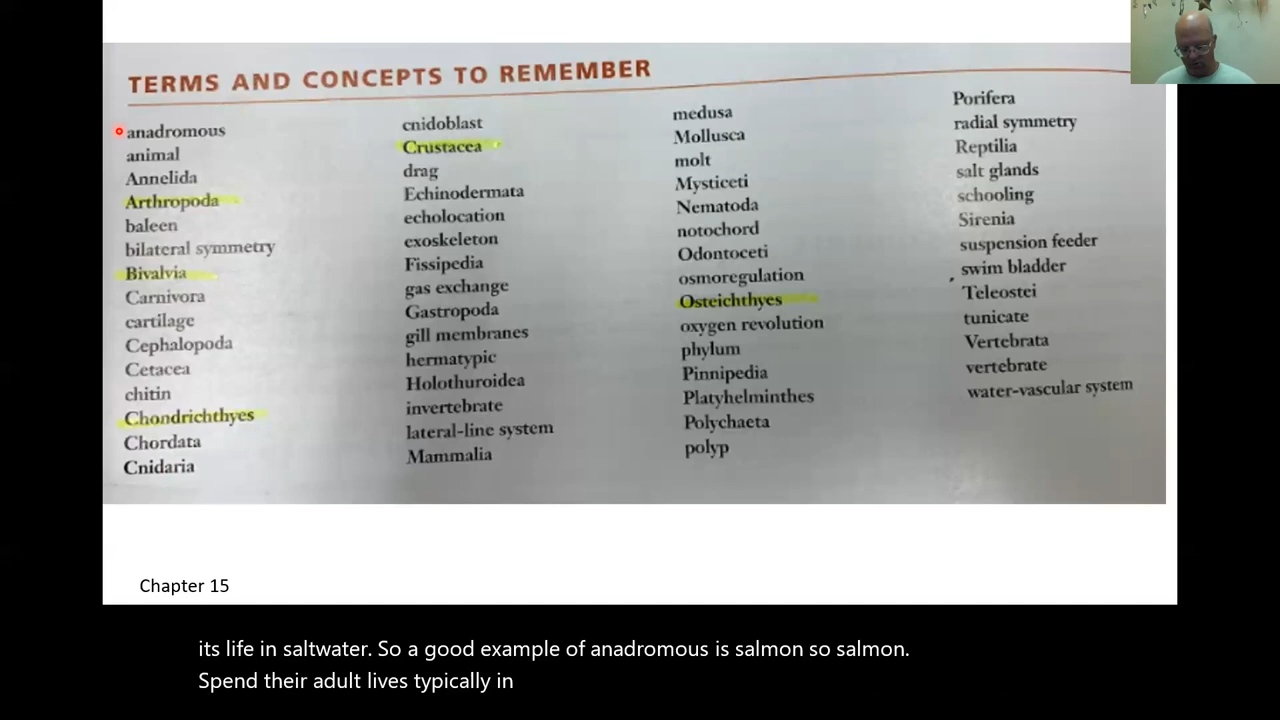 TERMS AND CONCEPTS TO REMEMBER
anadromous
animal
Annelida
Arthropoda
baleen
bilateral symmetry
Bivalvia
Carnivora
cartilage
Cephalopoda
Cetacea
chitin
Chondrichthyes
Chordata
Cnidaria
cnidoblast
Crustacea
drag
Echinodermata
echolocation
exoskeleton
Fissipedia
gas exchange
Gastropoda
gill membranes
hermatypic
Holothuroidea
invertebrate
lateral-line system
Mammalia
medusa
Mollusca
molt
Mysticeti
Nematoda
notochord
Odontoceti
osmoregulation
Osteichthyes
oxygen revolution
phylum
Pinnipedia
Platyhelminthes
Polychaeta
polyp
Porifera
radial symmetry
Reptilia
salt glands
schooling
Sirenia
suspension feeder
swim bladder
Teleostei
tunicate
Vertebrata
vertebrate
water-vascular system
Chapter 15
its life in saltwater. So a good example of anadromous is salmon so salmon.
Spend their adult lives typically in